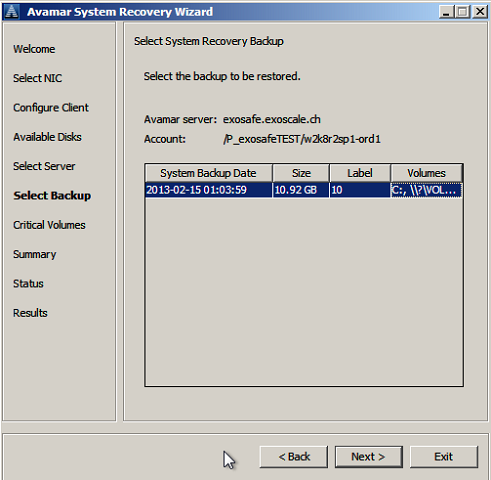 Avamar System Recovery Wizard
Welcome
Select NIC
Configure Client
Available Disks
Select Server
Select Backup
Critical Volumes
Summary
Status
Results
Select System Recovery Backup
Select the backup to be restored.
Avamar server: exosafe.exoscale.ch
Account: /P_exosafeTEST/w2k8r2sp1-ord1
System Backup Date Size Label Volumes
2013-02-15 01:03:59 10.92 GB 10 C:, \\?\VOL...
< Back Next > Exit